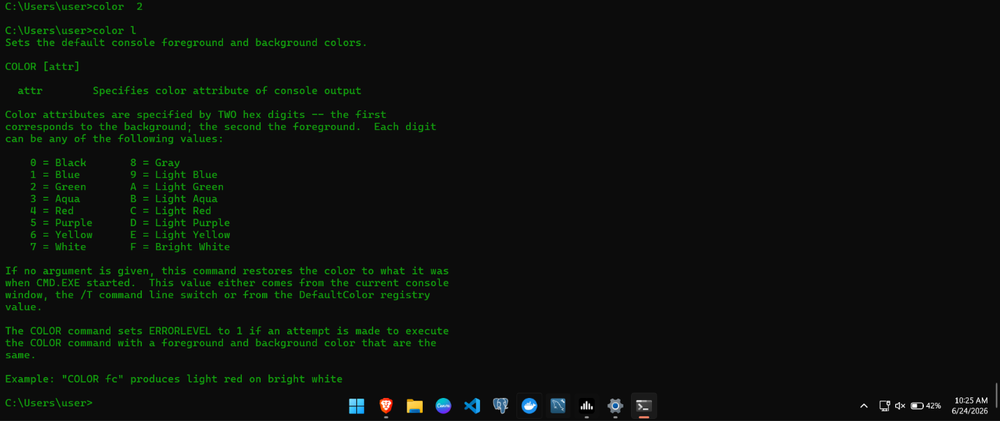 C:\Users\user>color  2
C:\Users\user>color l
Sets the default console foreground and background colors.
COLOR [attr]
  attr        Specifies color attribute of console output
Color attributes are specified by TWO hex digits -- the first
corresponds to the background; the second the foreground.  Each digit
can be any of the following values:
    0 = Black       8 = Gray
    1 = Blue        9 = Light Blue
    2 = Green       A = Light Green
    3 = Aqua        B = Light Aqua
    4 = Red         C = Light Red
    5 = Purple      D = Light Purple
    6 = Yellow      E = Light Yellow
    7 = White       F = Bright White
If no argument is given, this command restores the color to what it was
when CMD.EXE started.  This value either comes from the current console
window, the /T command line switch or from the DefaultColor registry
value.
The COLOR command sets ERRORLEVEL to 1 if an attempt is made to execute
the COLOR command with a foreground and background color that are the
same.
Example: "COLOR fc" produces light red on bright white
C:\Users\user>
Canva
42%
10:25 AM
6/24/2026